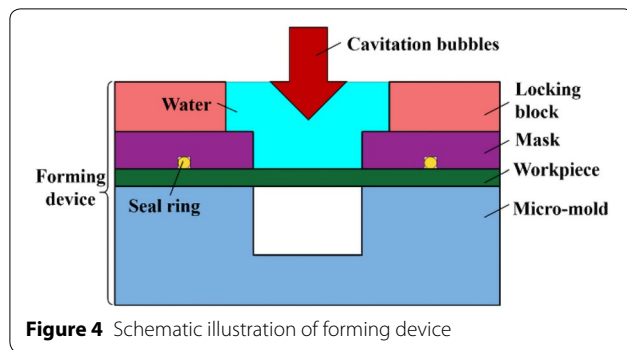 Cavitation bubbles
Water
Locking
block
Mask
Forming
device
Seal ring
Workpiece
Micro-mold
Figure 4 Schematic illustration of forming device